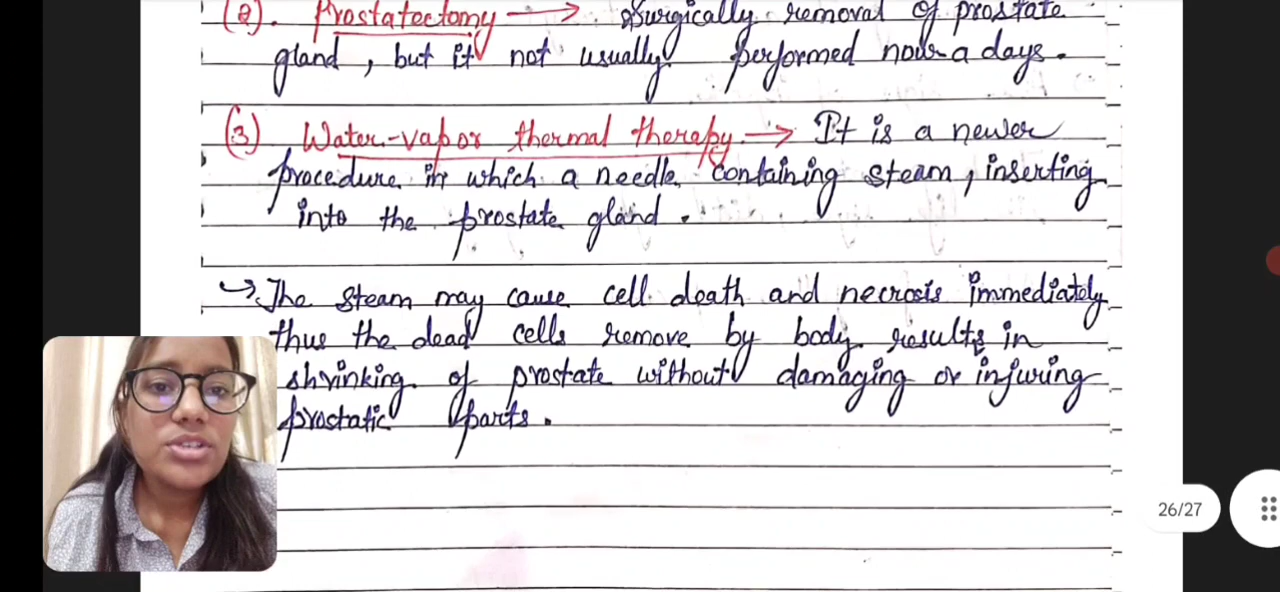 (2). Prostatectomy → Surgically removal of prostate
gland, but it not usually performed now a days.
(3) Water-vapor thermal therapy → It is a newer
procedure in which a needle containing steam, inserting
into the prostate gland.
↪ The steam may cause cell death and necrosis immediately
thus the dead cells remove by body results in
shrinking of prostate without damaging or injuring
prostatic parts.
26/27